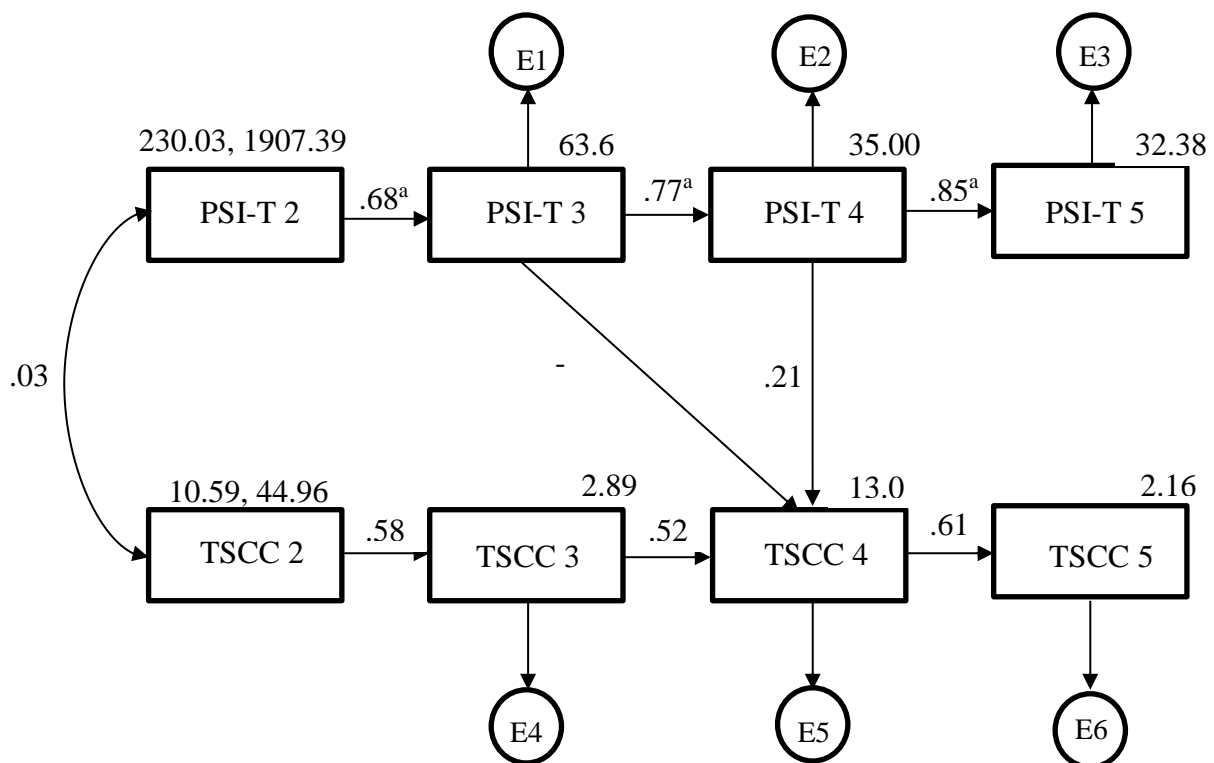 E1 E2 E3
230.03, 1907.39 63.6 35.00 32.38
PSI-T 2 .68ᵃ PSI-T 3 .77ᵃ PSI-T 4 .85ᵃ PSI-T 5
.03 - .21
10.59, 44.96 2.89 13.0 2.16
TSCC 2 .58 TSCC 3 .52 TSCC 4 .61 TSCC 5
E4 E5 E6